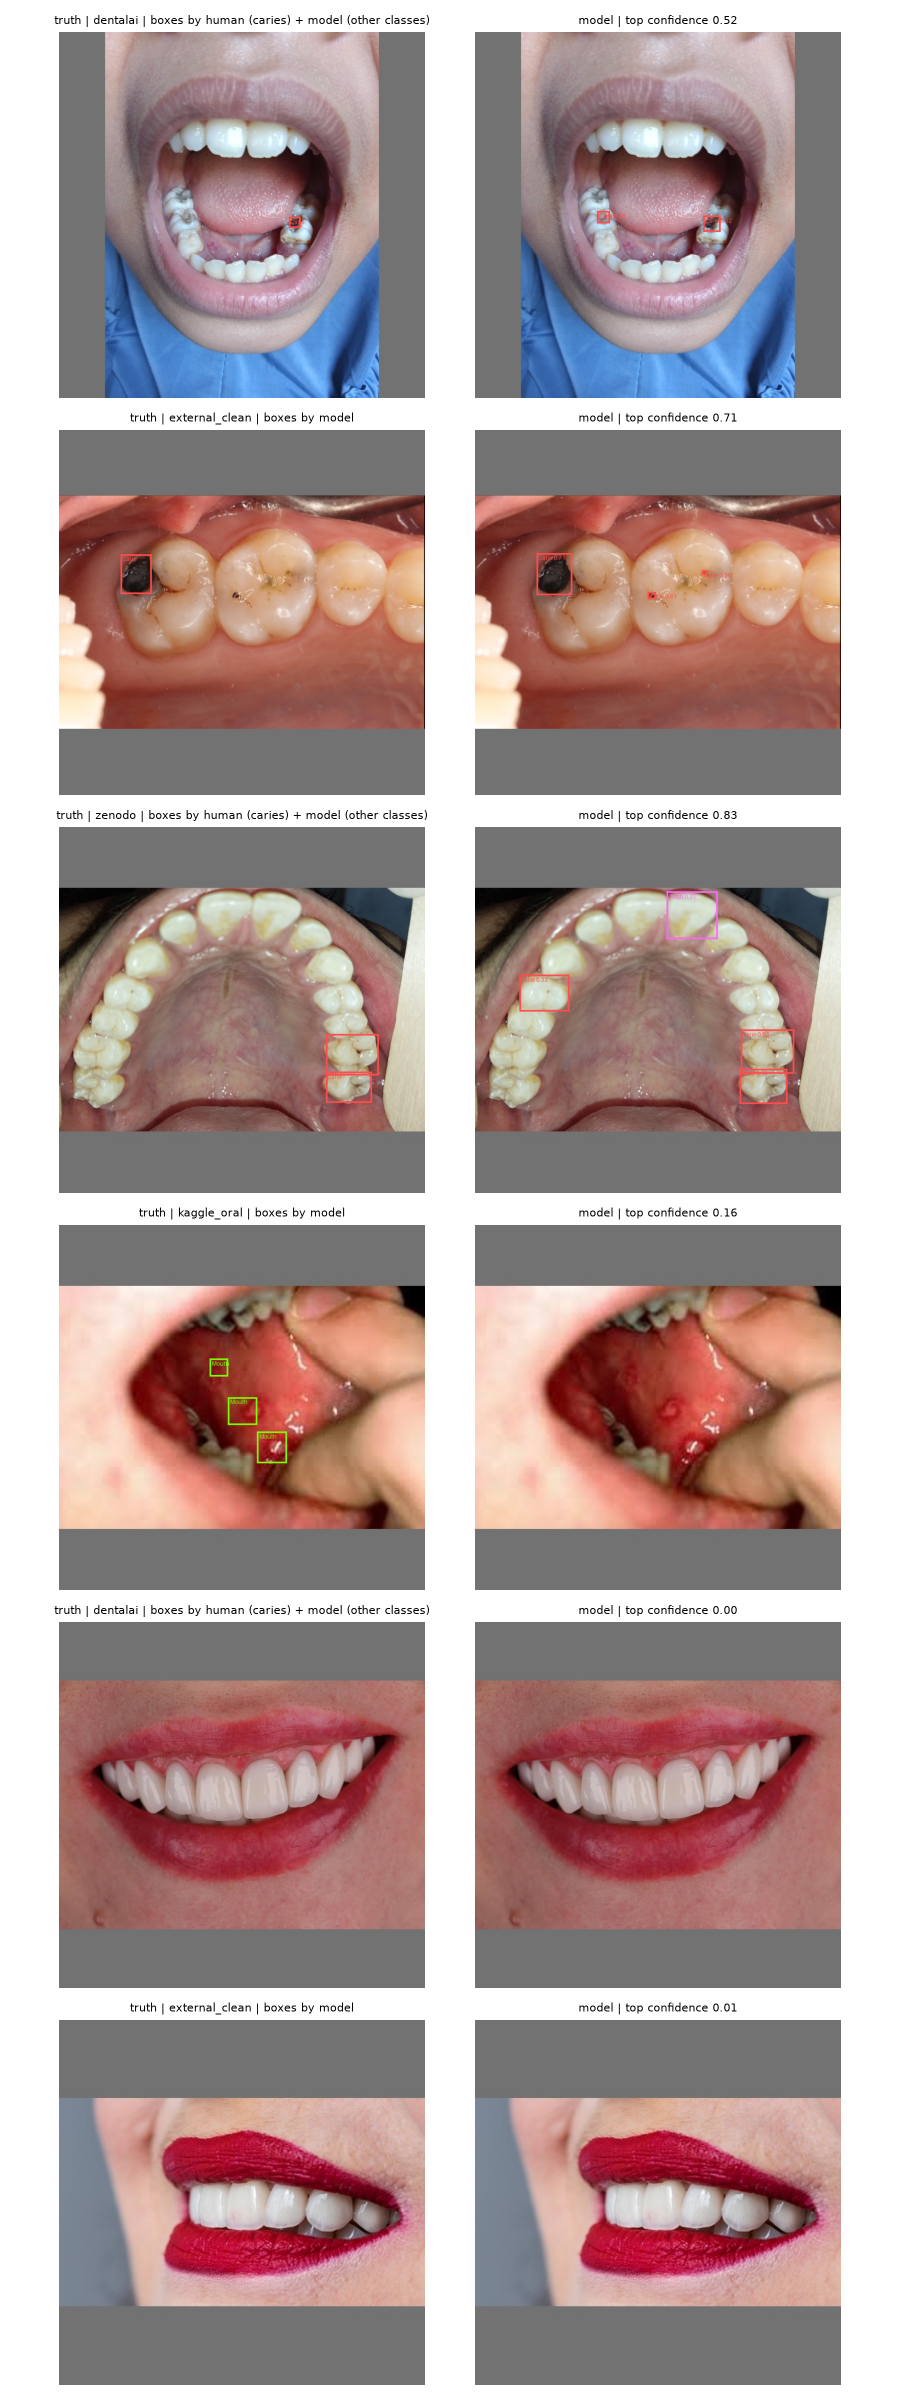 truth | dentalai | boxes by human (caries) + model (other classes)
model | top confidence 0.52
truth | external_clean | boxes by model
model | top confidence 0.71
truth | zenodo | boxes by human (caries) + model (other classes)
model | top confidence 0.83
truth | kaggle_oral | boxes by model
model | top confidence 0.16
Mouth
Mouth
Mouth
truth | dentalai | boxes by human (caries) + model (other classes)
model | top confidence 0.00
truth | external_clean | boxes by model
model | top confidence 0.01